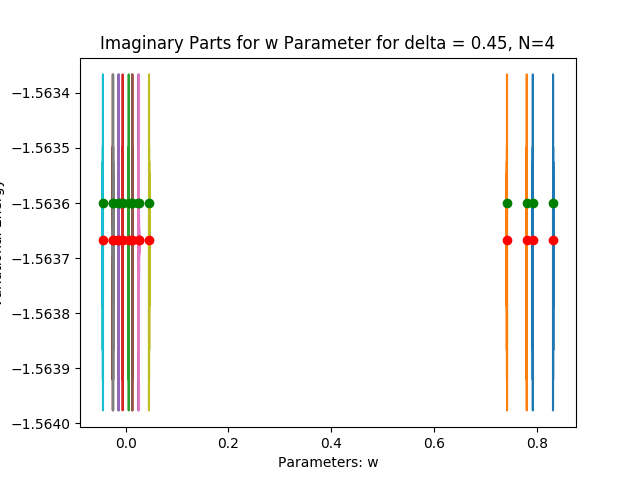 Imaginary Parts for w Parameter for delta = 0.45, N=4
−1.5634
−1.5635
−1.5636
−1.5637
−1.5638
−1.5639
−1.5640
0.0 0.2 0.4 0.6 0.8
Parameters: w